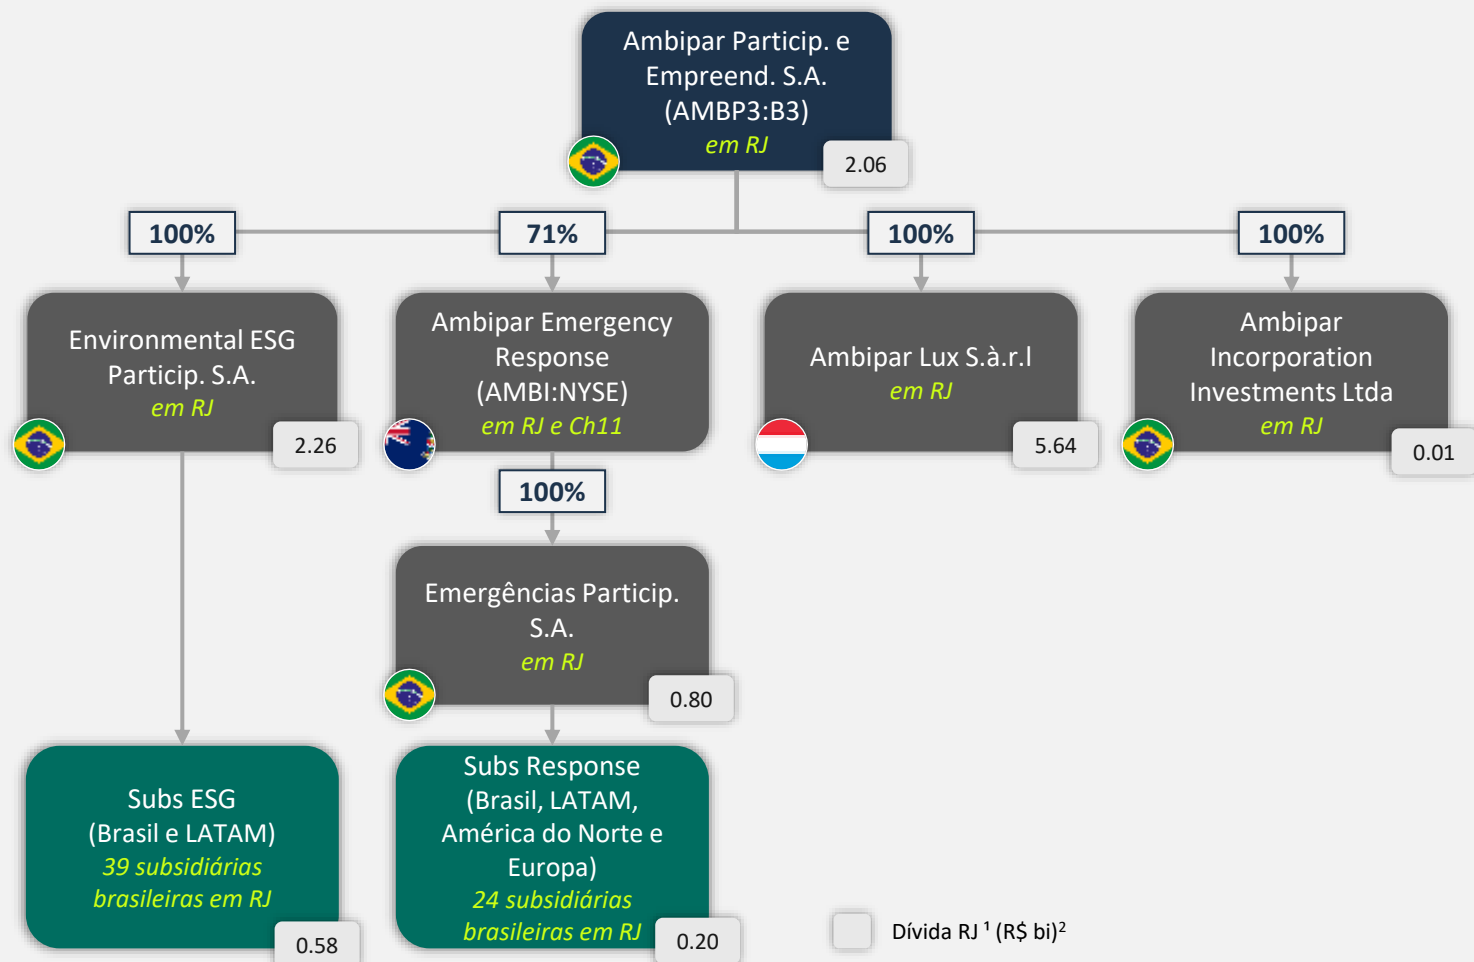 Ambipar Particip. e
Empreend. S.A.
(AMBP3:B3)
em RJ
2.06
100%
71%
100%
100%
Environmental ESG
Particip. S.A.
em RJ
2.26
Ambipar Emergency
Response
(AMBI:NYSE)
em RJ e Ch11
Ambipar Lux S.à.r.l
em RJ
5.64
Ambipar
Incorporation
Investments Ltda
em RJ
0.01
100%
Emergências Particip.
S.A.
em RJ
0.80
Subs ESG
(Brasil e LATAM)
39 subsidiárias
brasileiras em RJ
0.58
Subs Response
(Brasil, LATAM,
América do Norte e
Europa)
24 subsidiárias
brasileiras em RJ
0.20
Dívida RJ ¹ (R$ bi)²